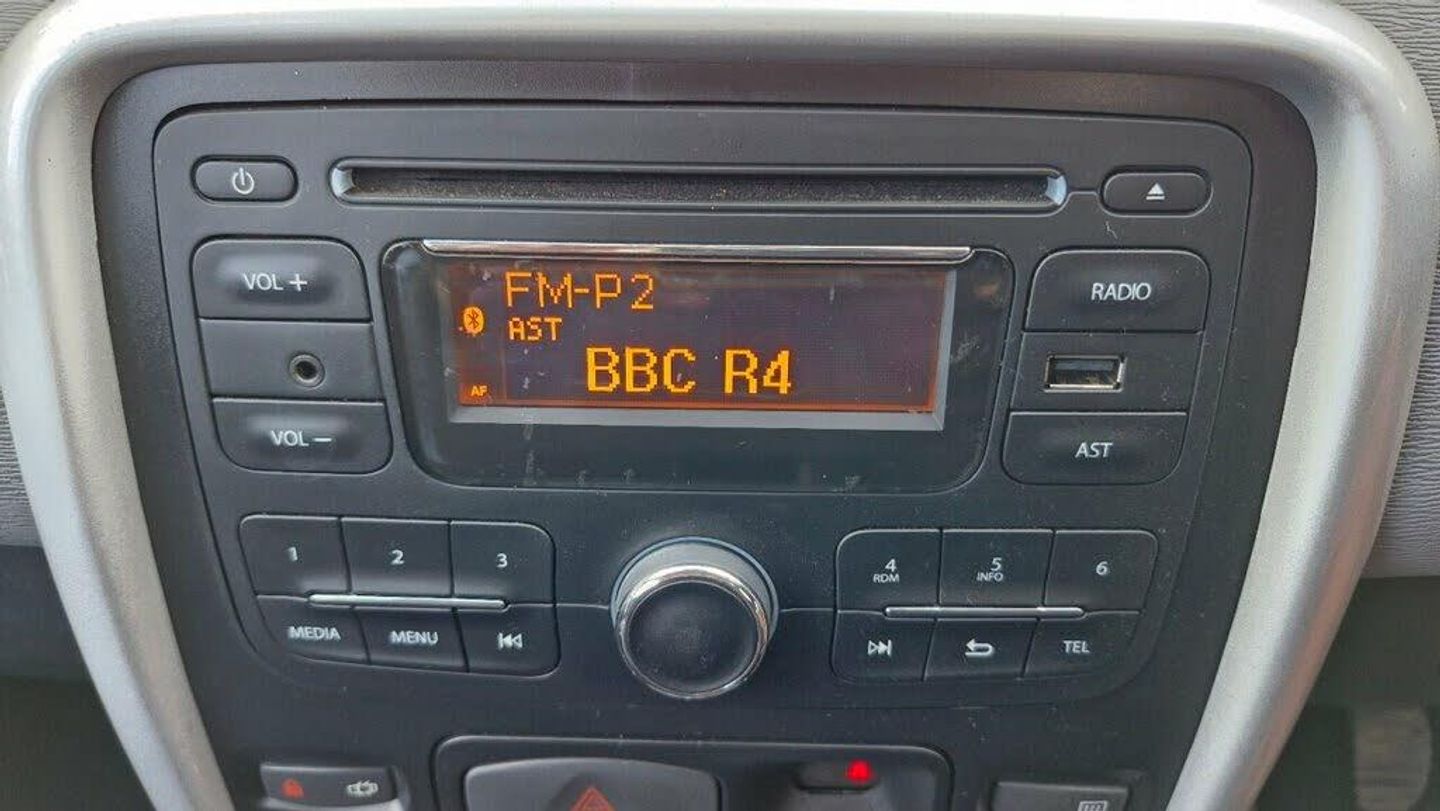 VOL +
VOL –
FM-P2
AST
AF
BBC R4
RADIO
AST
1
2
3
4
RDM
5
INFO
6
MEDIA
MENU
TEL